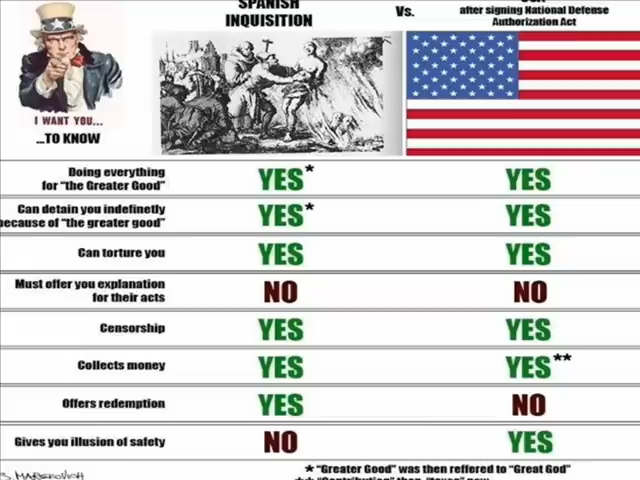 SPANISH
INQUISITION
Vs.
after signing National Defense
Authorization Act
I WANT YOU...
...TO KNOW
Doing everything
for "the Greater Good"
YES*
YES
Can detain you indefinetly
because of "the greater good"
YES*
YES
Can torture you
YES
YES
Must offer you explanation
for their acts
NO
NO
Censorship
YES
YES
Collects money
YES
YES**
Offers redemption
YES
NO
Gives you illusion of safety
NO
YES
* "Greater Good" was then reffered to "Great God"